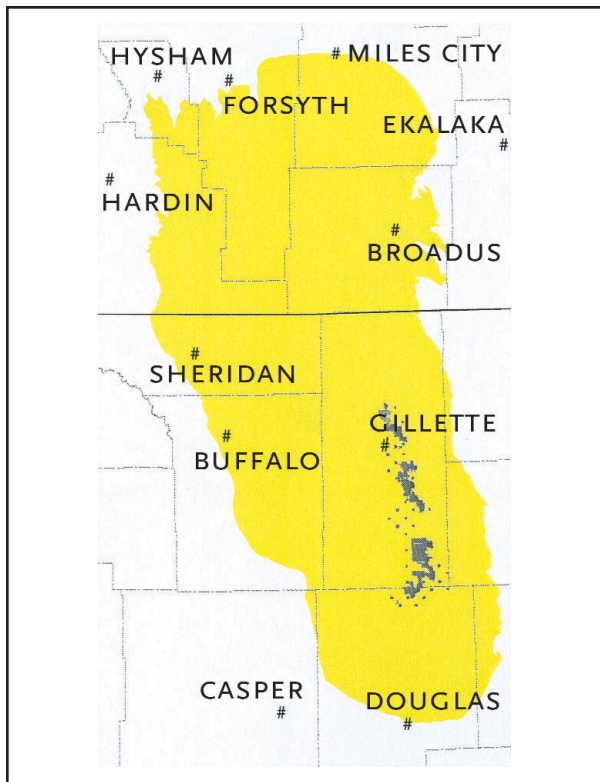 HYSHAM
#
# MILES CITY
#
FORSYTH
EKALAKA
#
#
HARDIN
#
BROADUS
#
SHERIDAN
GILLETTE
#
#
BUFFALO
CASPER
#
DOUGLAS
#